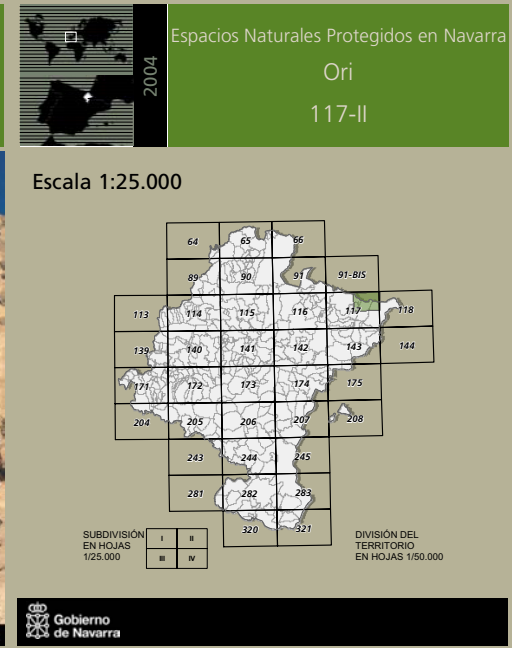 2004
Espacios Naturales Protegidos en Navarra
Ori
117-II
Escala 1:25.000
64 65 66
89 90 91 91-BIS
113 114 115 116 117 118
139 140 141 142 143 144
171 172 173 174 175
204 205 206 207 208
243 244 245
281 282 283
320 321
SUBDIVISIÓN
EN HOJAS
1/25.000
I II
III IV
DIVISIÓN DEL
TERRITORIO
EN HOJAS 1/50.000
Gobierno
de Navarra